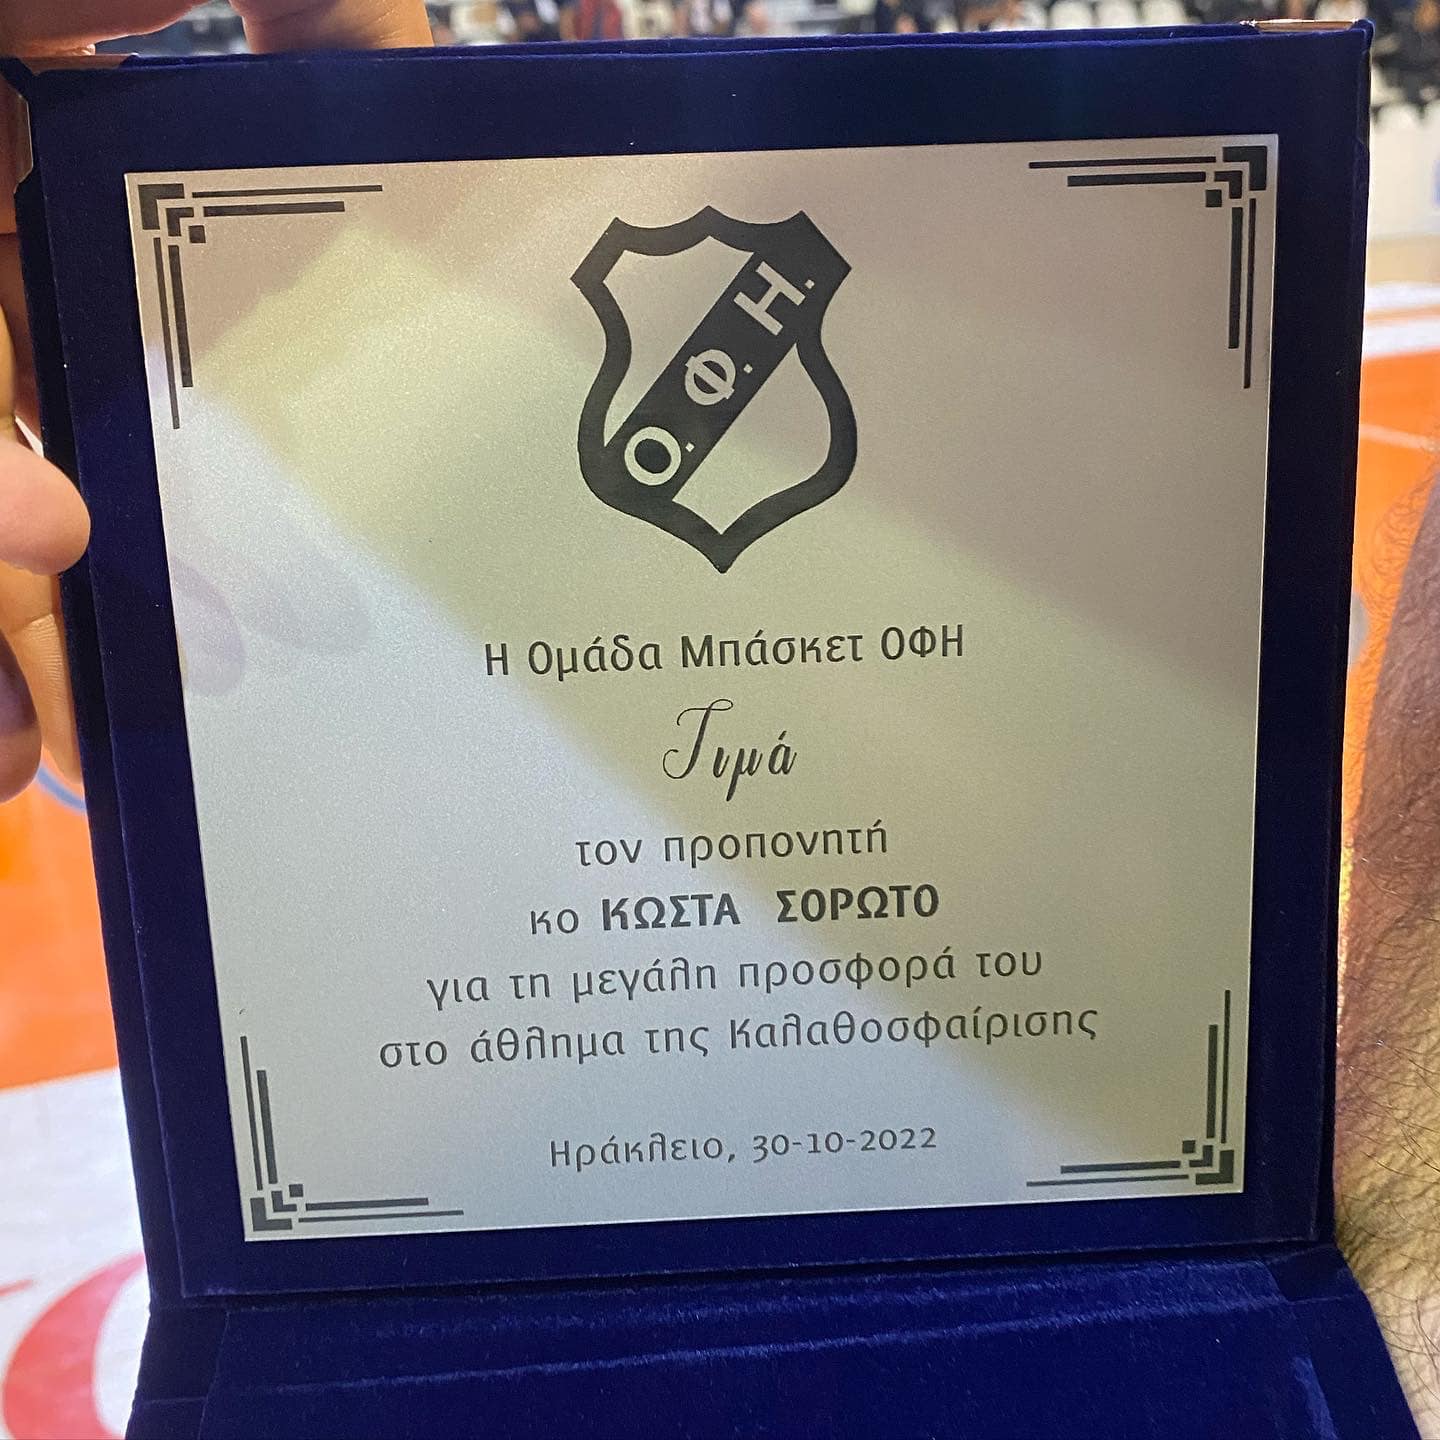 Ο.Φ.Η.
Η Ομάδα Μπάσκετ ΟΦΗ
Τιμά
τον προπονητή
κο ΚΩΣΤΑ ΣΟΡΩΤΟ
για τη μεγάλη προσφορά του
στο άθλημα της Καλαθοσφαίρισης
Ηράκλειο, 30-10-2022